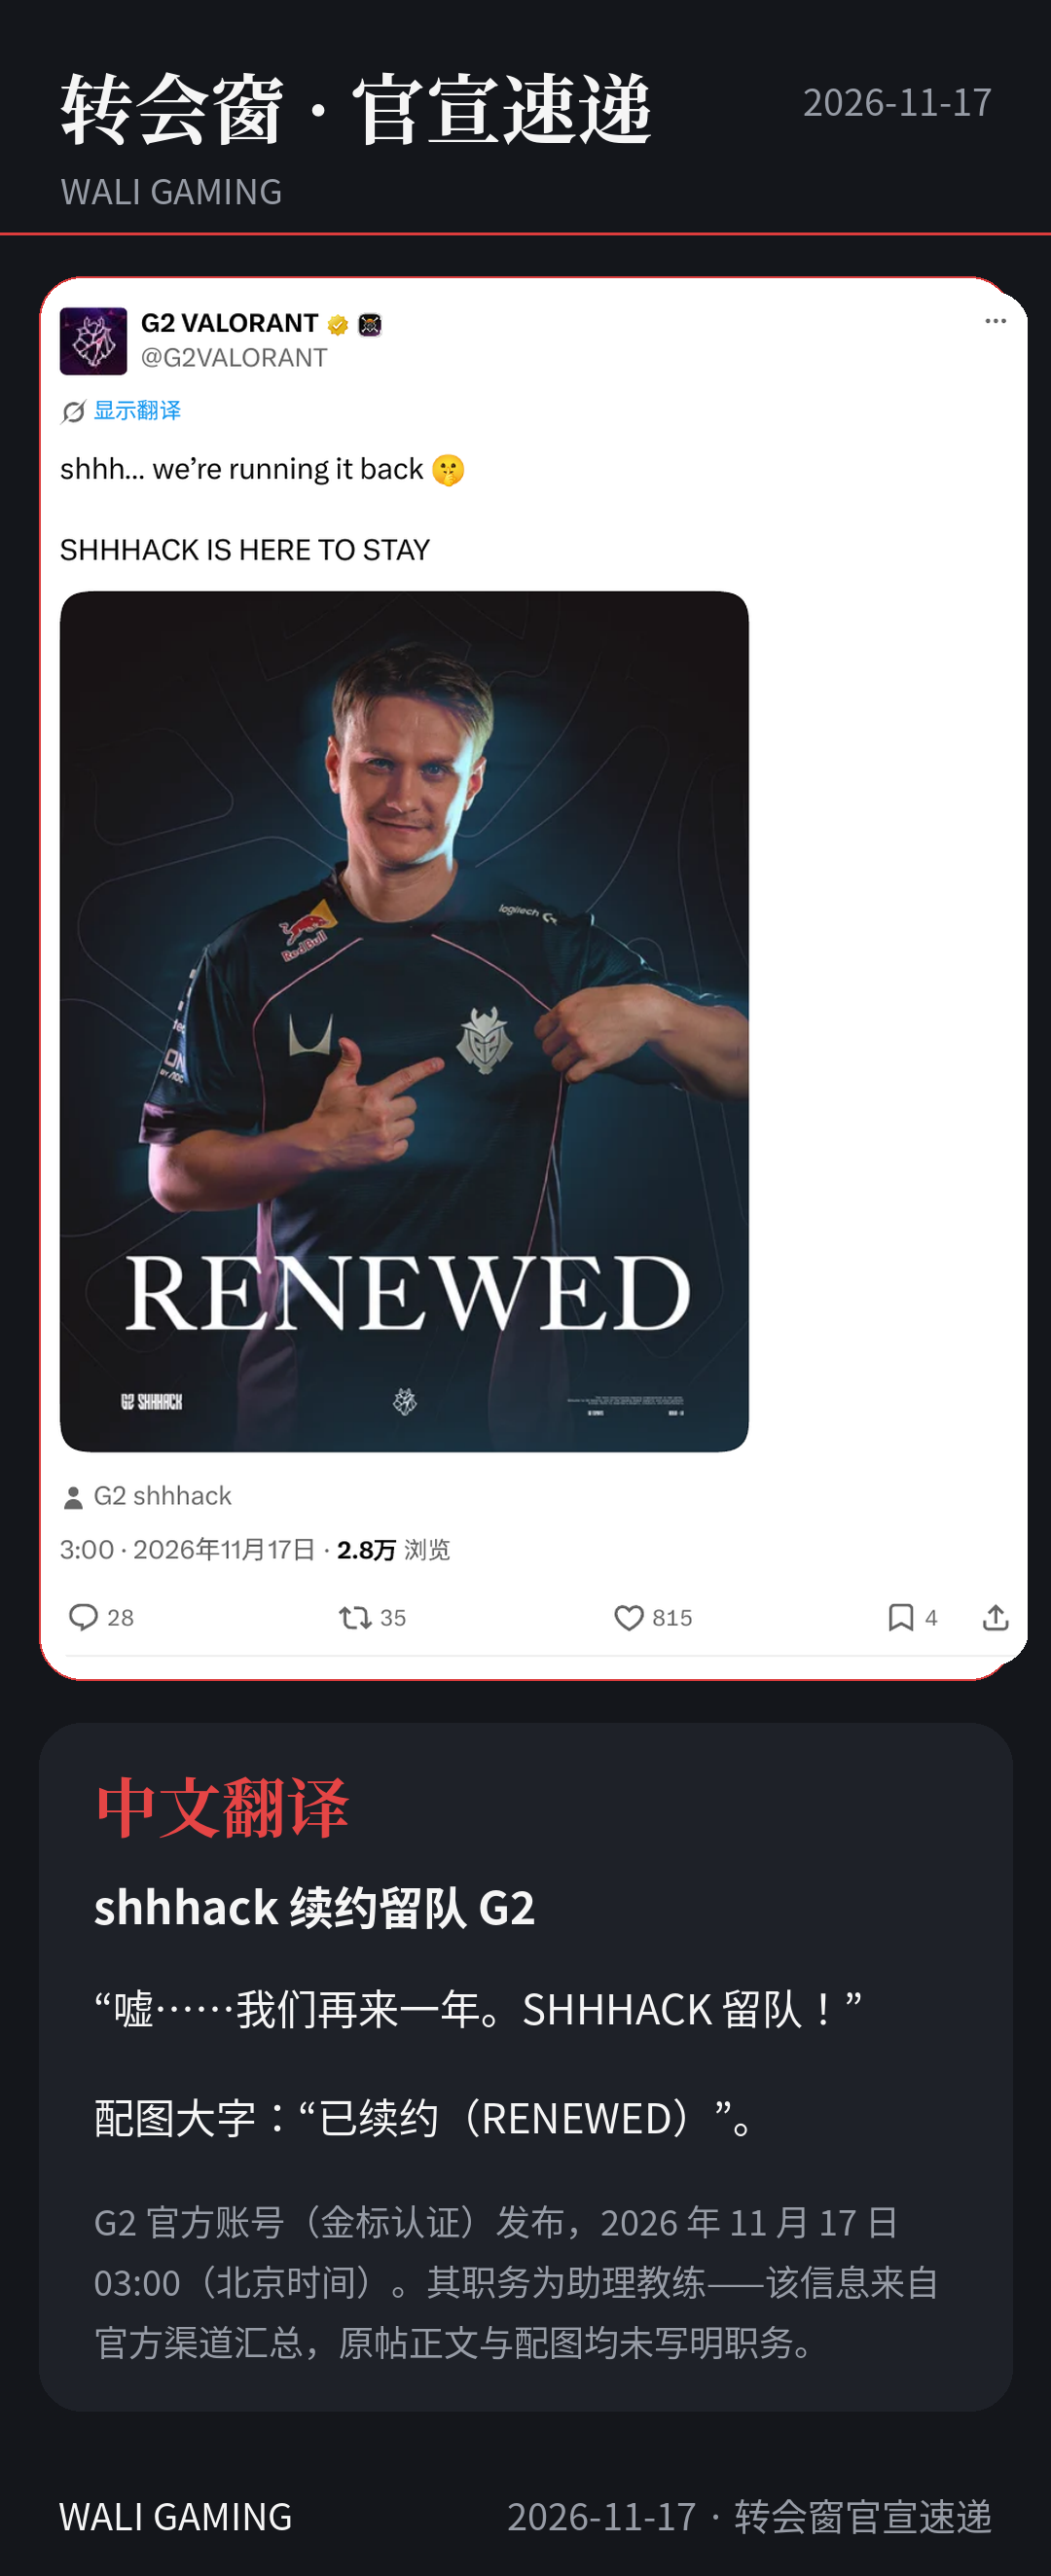 转会窗 · 官宣速递
2026-11-17
WALI GAMING
G2 VALORANT
@G2VALORANT
显示翻译
shhh... we’re running it back 🤫
SHHHACK IS HERE TO STAY
RedBull
logitech G
G2
RENEWED
G2 SHHHACK
G2 shhhack
3:00 · 2026年11月17日 · 2.8万 浏览
28 35 815 4
中文翻译
shhhack 续约留队 G2
“嘘……我们再来一年。SHHHACK 留队！”
配图大字：“已续约（RENEWED）”。
G2 官方账号（金标认证）发布，2026 年 11 月 17 日
03:00（北京时间）。其职务为助理教练——该信息来自
官方渠道汇总，原帖正文与配图均未写明职务。
WALI GAMING
2026-11-17 · 转会窗官宣速递